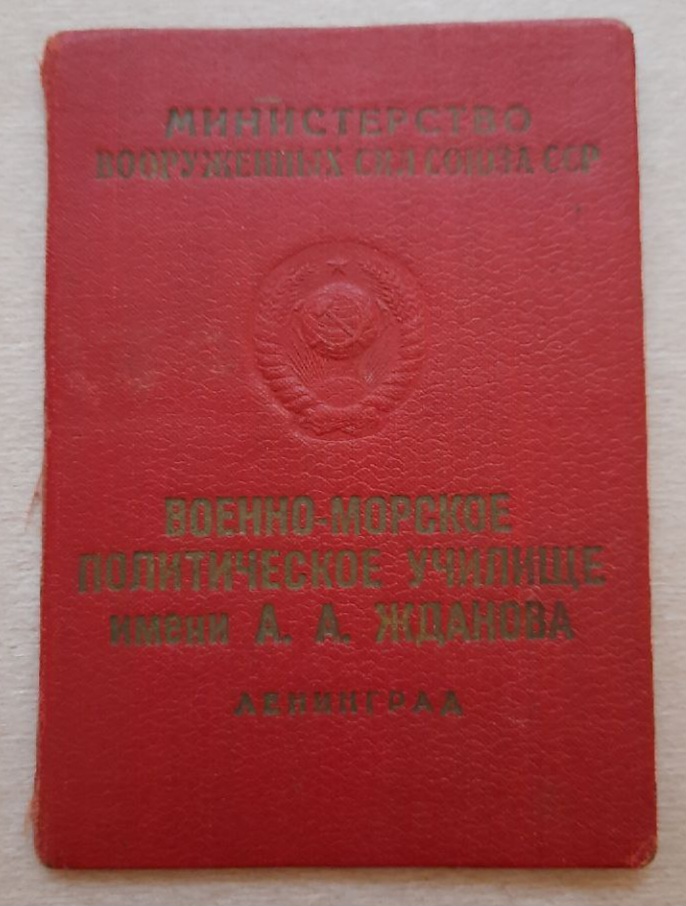 МИНИСТЕРСТВО
ВООРУЖЕННЫХ СИЛ СОЮЗА ССР
ВОЕННО-МОРСКОЕ
ПОЛИТИЧЕСКОЕ УЧИЛИЩЕ
имени А. А. ЖДАНОВА
ЛЕНИНГРАД